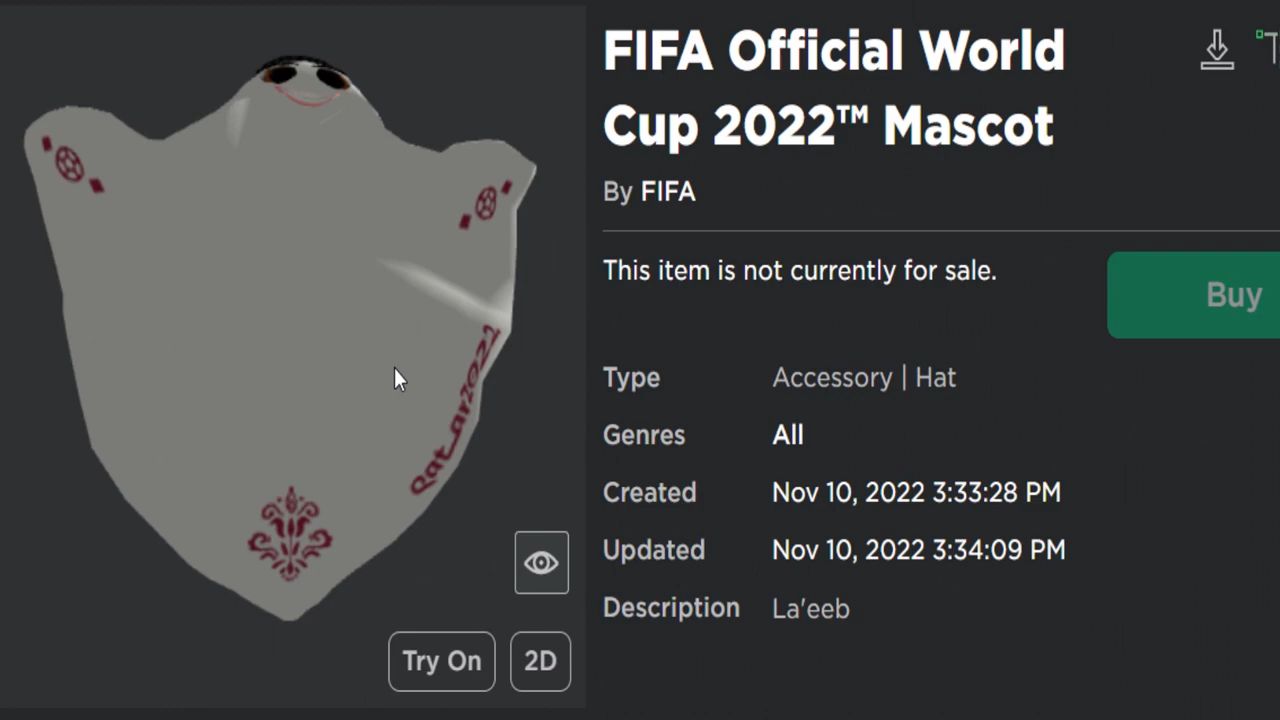 FIFA Official World
Cup 2022™ Mascot
By FIFA
This item is not currently for sale.
Buy
Type Accessory | Hat
Genres All
Created Nov 10, 2022 3:33:28 PM
Updated Nov 10, 2022 3:34:09 PM
Description La'eeb
Qatar2022
Try On
2D